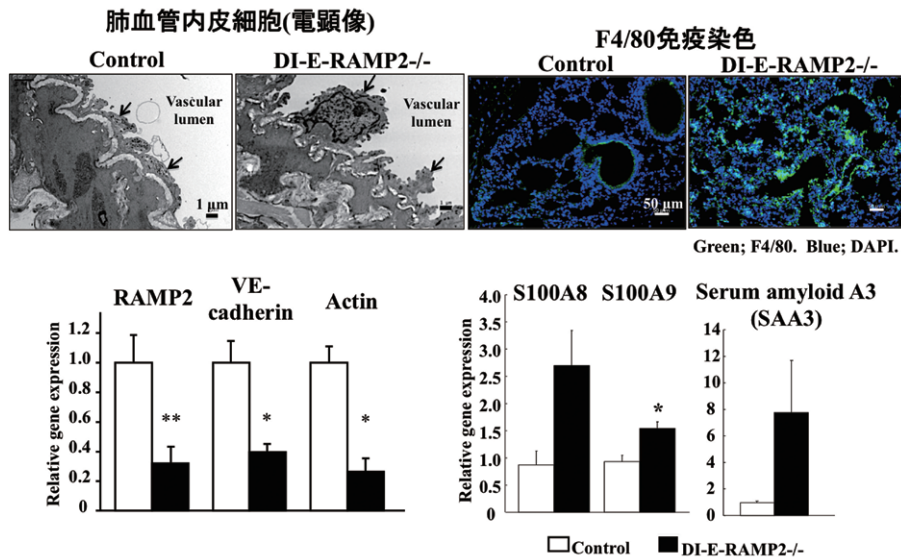 肺血管内皮細胞(電顕像)
Control
DI-E-RAMP2-/-
Vascular
lumen
1 μm
Vascular
lumen
F4/80免疫染色
Control
DI-E-RAMP2-/-
50 μm
Green; F4/80. Blue; DAPI.
RAMP2
VE-
cadherin
Actin
Relative gene expression
1.2
1.0
0.8
0.6
0.4
0.2
0
**
*
*
S100A8
S100A9
Relative gene expression
4.0
3.5
3.0
2.5
2.0
1.5
1.0
0.5
0
*
Serum amyloid A3
(SAA3)
14
12
10
8
6
4
2
0
Control
DI-E-RAMP2-/-